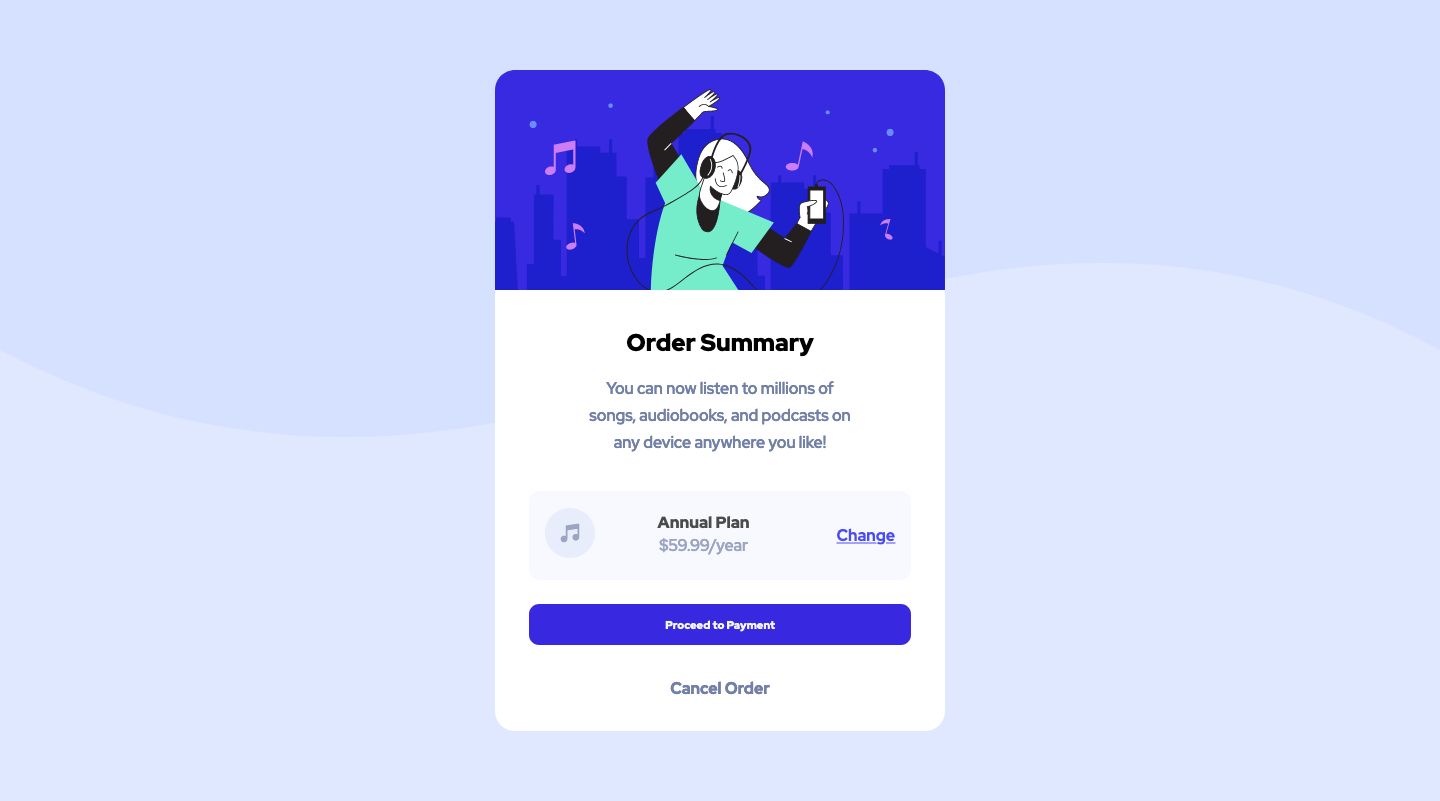 Order Summary
You can now listen to millions of
songs, audiobooks, and podcasts on
any device anywhere you like!
Annual Plan
$59.99/year
Change
Proceed to Payment
Cancel Order